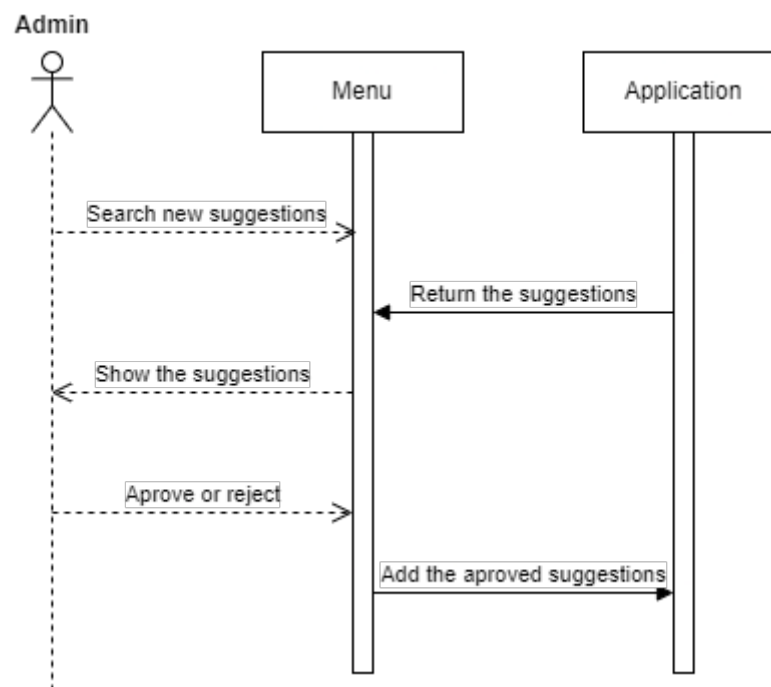 Admin
Menu
Application
Search new suggestions
Return the suggestions
Show the suggestions
Aprove or reject
Add the aproved suggestions